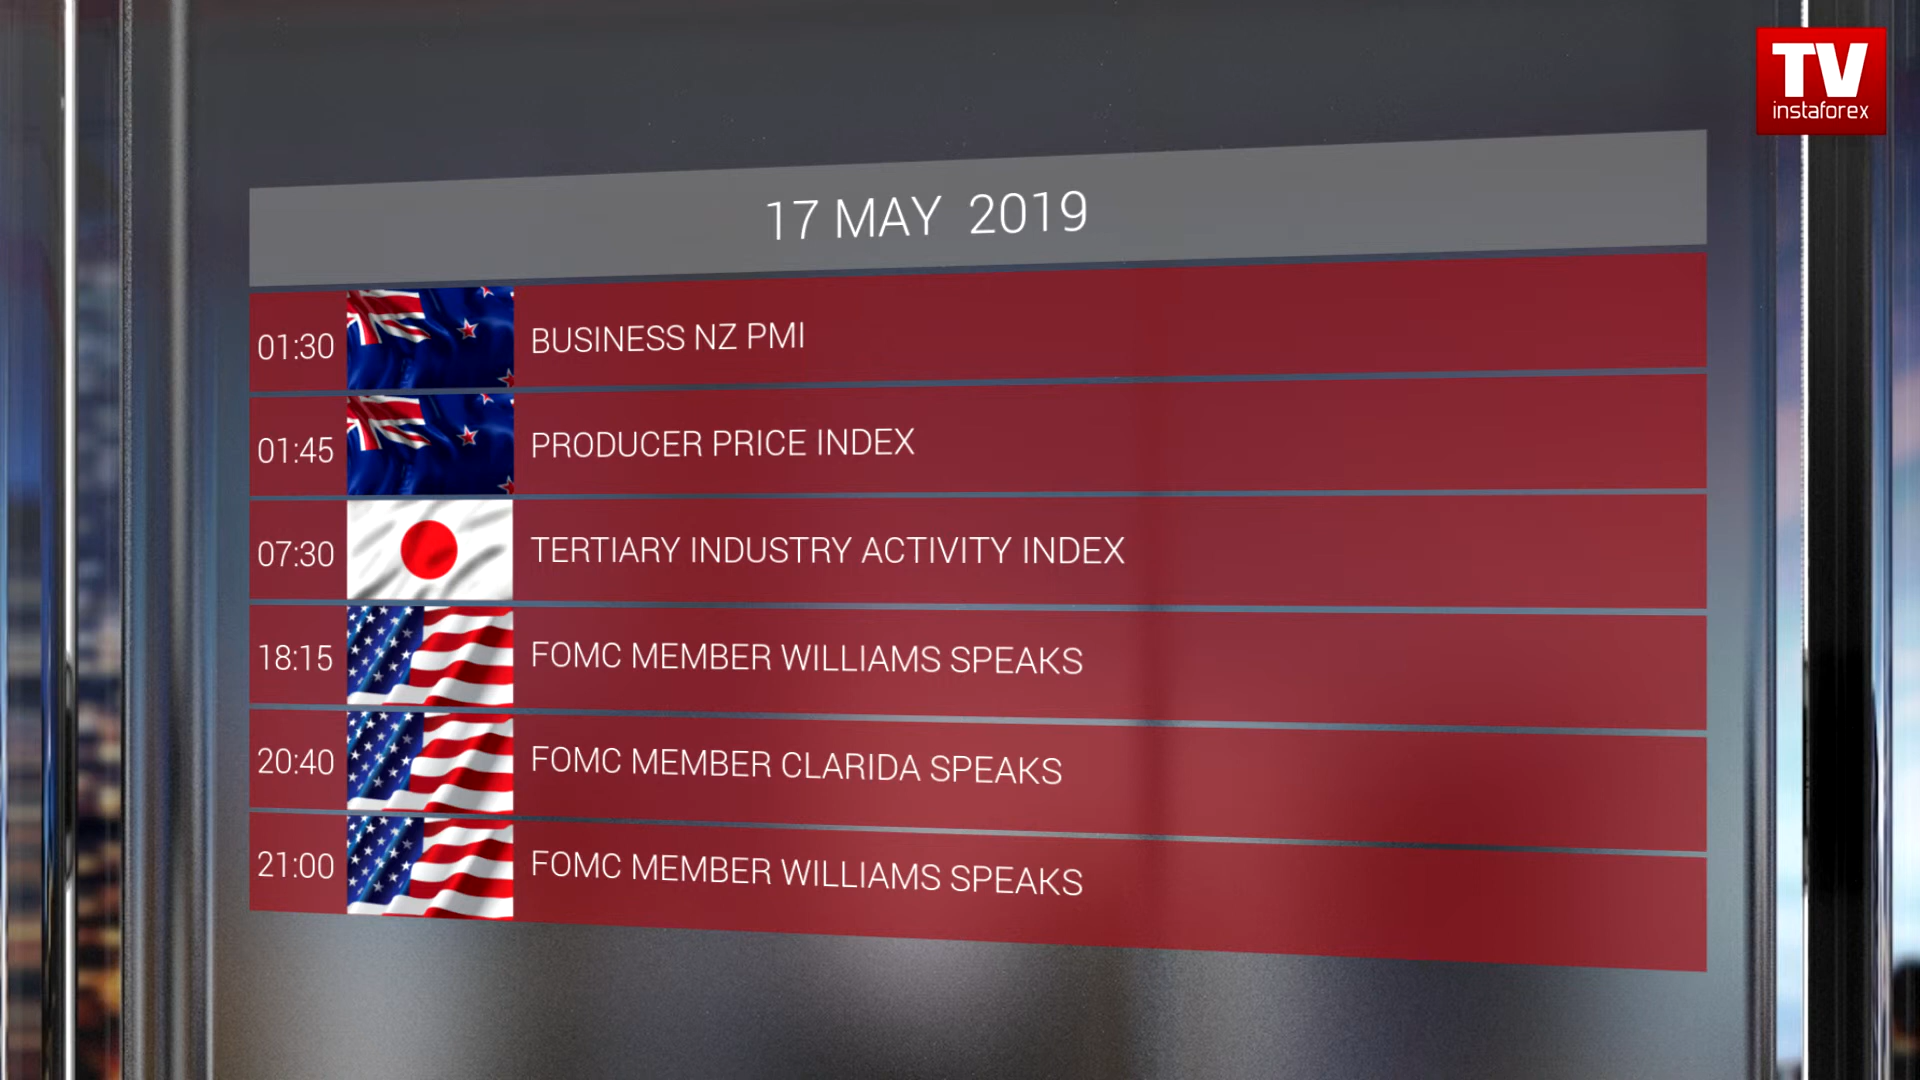 TV
instaforex
17 MAY 2019
01:30 BUSINESS NZ PMI
01:45 PRODUCER PRICE INDEX
07:30 TERTIARY INDUSTRY ACTIVITY INDEX
18:15 FOMC MEMBER WILLIAMS SPEAKS
20:40 FOMC MEMBER CLARIDA SPEAKS
21:00 FOMC MEMBER WILLIAMS SPEAKS